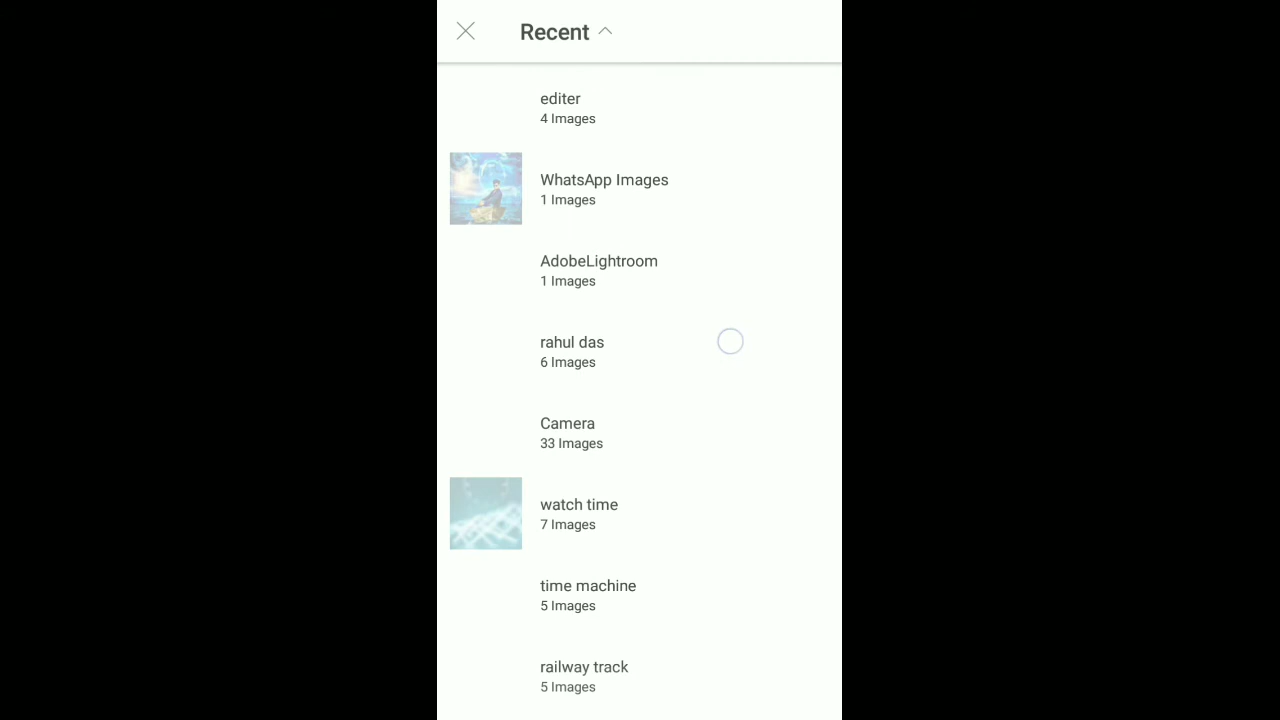 Recent
editer
4 Images
WhatsApp Images
1 Images
AdobeLightroom
1 Images
rahul das
6 Images
Camera
33 Images
watch time
7 Images
time machine
5 Images
railway track
5 Images